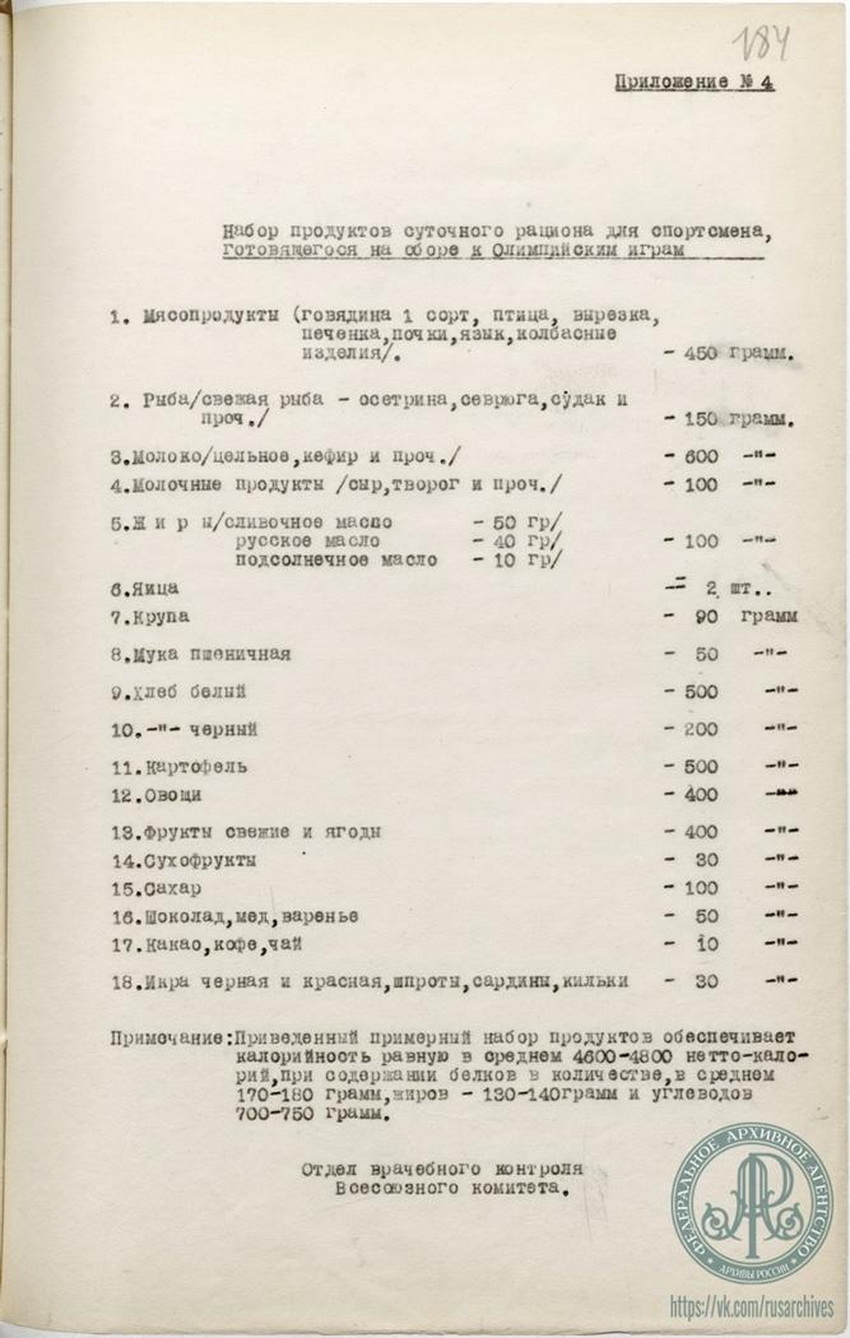 184
Приложение № 4
Набор продуктов суточного рациона для спортсмена,
готовящегося на сборе к Олимпийским играм
1. Мясопродукты (говядина 1 сорт, птица, вырезка,
печенка,почки,язык,колбасные
изделия/. - 450 грамм.
2. Рыба/свежая рыба - осетрина,севрюга,судак и
проч./ - 150 грамм.
3.Молоко/цельное,кефир и проч./ - 600 -"-
4.Молочные продукты /сыр,творог и проч./ - 100 -"-
5.Ж и р ы/сливочное масло - 50 гр/
русское масло - 40 гр/ - 100 -"-
подсолнечное масло - 10 гр/
6.Яица - 2 шт..
7.Крупа - 90 грамм
8.Мука пшеничная - 50 -"-
9.Хлеб белый - 500 -"-
10.-"- черный - 200 -"-
11.Картофель - 500 -"-
12.Овощи - 400 -"-
13.Фрукты свежие и ягоды - 400 -"-
14.Сухофрукты - 30 -"-
15.Сахар - 100 -"-
16.Шоколад,мед,варенье - 50 -"-
17.Какао,кофе,чай - 10 -"-
18.Икра черная и красная,шпроты,сардины,кильки - 30 -"-
Примечание:Приведенный примерный набор продуктов обеспечивает
калорийность равную в среднем 4600-4800 нетто-кало-
рий,при содержании белков в количестве,в среднем
170-180 грамм,жиров - 130-140грамм и углеводов
700-750 грамм.
Отдел врачебного контроля
Всесоюзного комитета.
ФЕДЕРАЛЬНОЕ АРХИВНОЕ АГЕНТСТВО
АРХИВЫ РОССИИ
https://vk.com/rusarchives